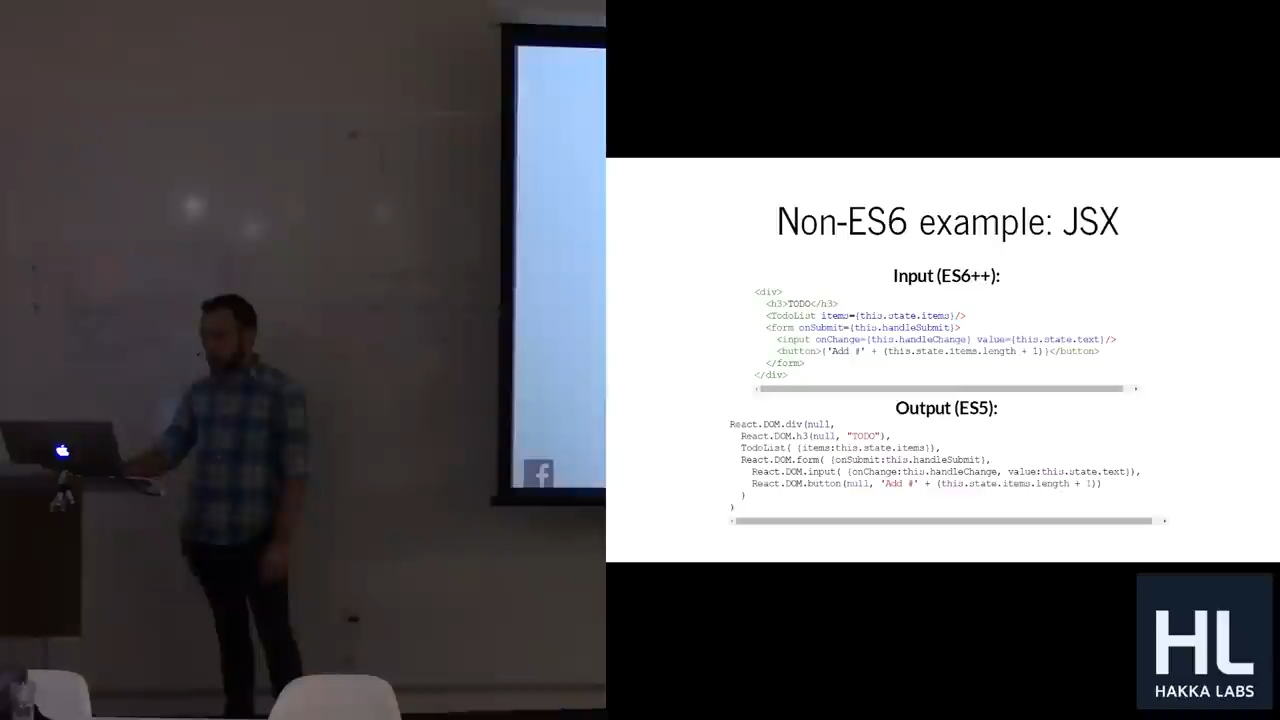 Non-ES6 example: JSX
Input (ES6++):
<div>
<h3>TODO</h3>
<TodoList items={this.state.items}/>
<form onSubmit={this.handleSubmit}>
<input onChange={this.handleChange} value={this.state.text}/>
<button>{'Add #' + (this.state.items.length + 1)}</button>
</form>
</div>
Output (ES5):
React.DOM.div(null,
React.DOM.h3(null, "TODO"),
TodoList( {items:this.state.items}),
React.DOM.form( {onSubmit:this.handleSubmit},
React.DOM.input( {onChange:this.handleChange, value:this.state.text}),
React.DOM.button(null, 'Add #' + (this.state.items.length + 1))
)
)
f
HL
HAKKA LABS